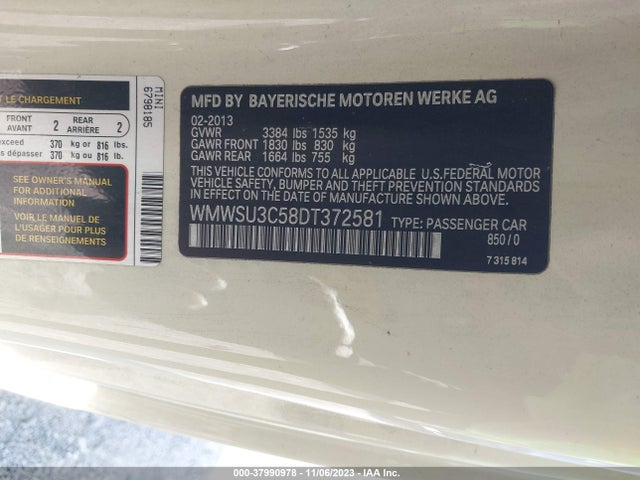 LE CHARGEMENT
FRONT
AVANT
2
REAR
ARRIÈRE
2
exceed 370 kg or 816 lbs.
s dépasser 370 kg ou 816 lb.
SEE OWNER'S MANUAL
FOR ADDITIONAL
INFORMATION
VOIR LE MANUEL
POUR PLUS
DE RENSEIGNEMENTS
MINI
6798185
MFD BY BAYERISCHE MOTOREN WERKE AG
02-2013
GVWR 3384 lbs 1535 kg
GAWR FRONT 1830 lbs 830 kg
GAWR REAR 1664 lbs 755 kg
THIS VEHICLE CONFORMS TO ALL APPLICABLE U.S.FEDERAL MOTOR
VEHICLE SAFETY, BUMPER AND THEFT PREVENTION
STANDARDS IN EFFECT ON THE DATE OF MANUFACTURE SHOWN ABOVE.
WMWSU3C58DT372581 TYPE: PASSENGER CAR
850/0
7 315 814
000-37990978 - 11/06/2023 - IAA Inc.